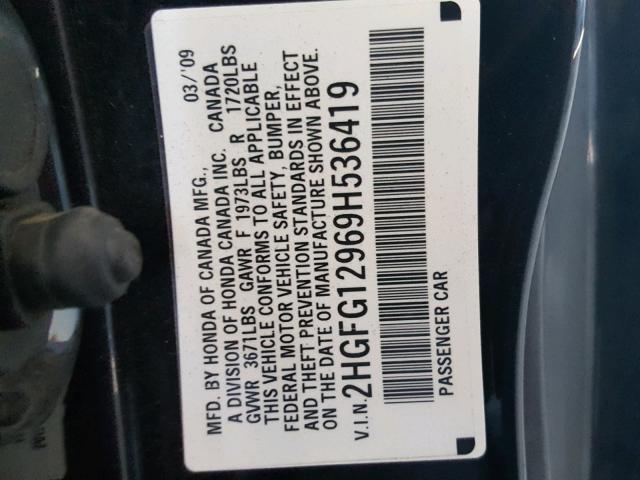 MFD. BY HONDA OF CANADA MFG., 03/'09
A DIVISION OF HONDA CANADA INC. CANADA
GVWR 3671LBS GAWR F 1973LBS R 1720LBS
THIS VEHICLE CONFORMS TO ALL APPLICABLE
FEDERAL MOTOR VEHICLE SAFETY, BUMPER,
AND THEFT PREVENTION STANDARDS IN EFFECT
ON THE DATE OF MANUFACTURE SHOWN ABOVE.
V.I.N. 2HGFG12969H536419
PASSENGER CAR